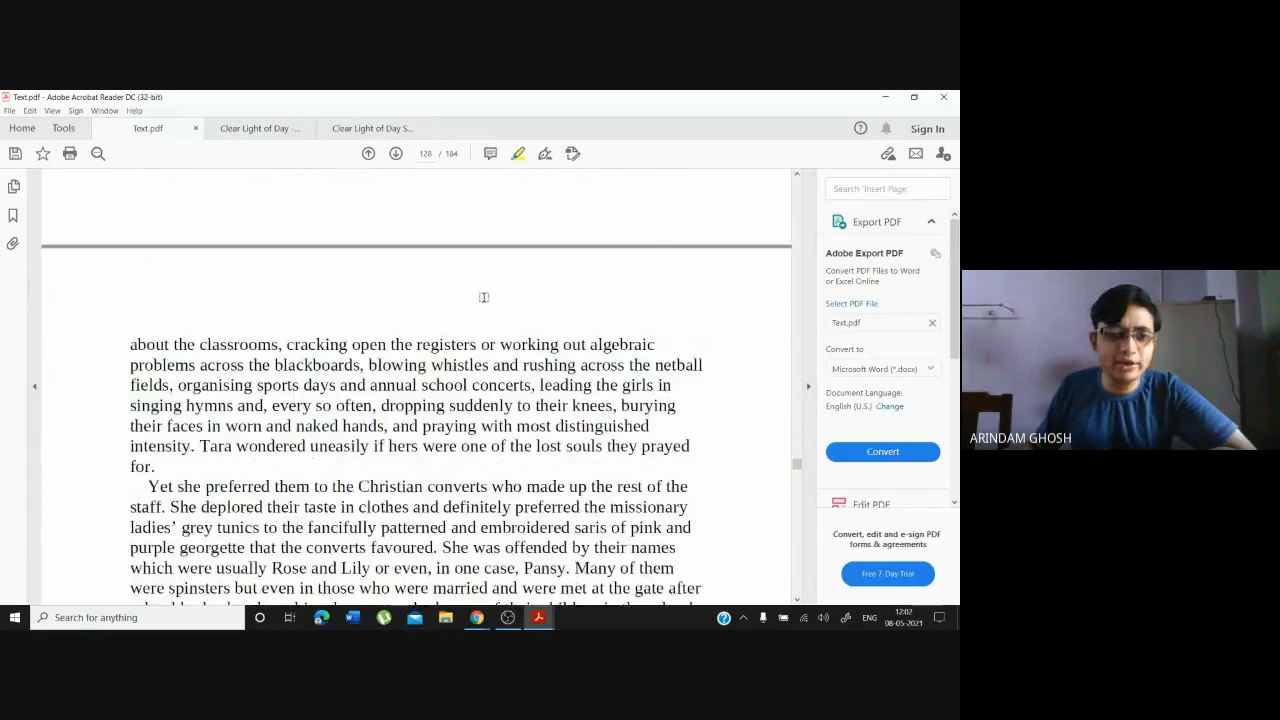 Text.pdf - Adobe Acrobat Reader DC (32-bit)
File Edit View Sign Window Help
Home Tools Text.pdf × Clear Light of Day -... Clear Light of Day S... Sign In
128 / 184
Search 'Insert Page'
Export PDF
Adobe Export PDF
Convert PDF Files to Word
or Excel Online
Select PDF File
Text.pdf
Convert to
Microsoft Word (*.docx)
Document Language:
English (U.S.) Change
Convert
Edit PDF
Convert, edit and e-sign PDF
forms & agreements
Free 7-Day Trial
about the classrooms, cracking open the registers or working out algebraic
problems across the blackboards, blowing whistles and rushing across the netball
fields, organising sports days and annual school concerts, leading the girls in
singing hymns and, every so often, dropping suddenly to their knees, burying
their faces in worn and naked hands, and praying with most distinguished
intensity. Tara wondered uneasily if hers were one of the lost souls they prayed
for.
Yet she preferred them to the Christian converts who made up the rest of the
staff. She deplored their taste in clothes and definitely preferred the missionary
ladies' grey tunics to the fancifully patterned and embroidered saris of pink and
purple georgette that the converts favoured. She was offended by their names
which were usually Rose and Lily or even, in one case, Pansy. Many of them
were spinsters but even in those who were married and were met at the gate after
ARINDAM GHOSH
Search for anything
ENG
12:02
08-05-2021